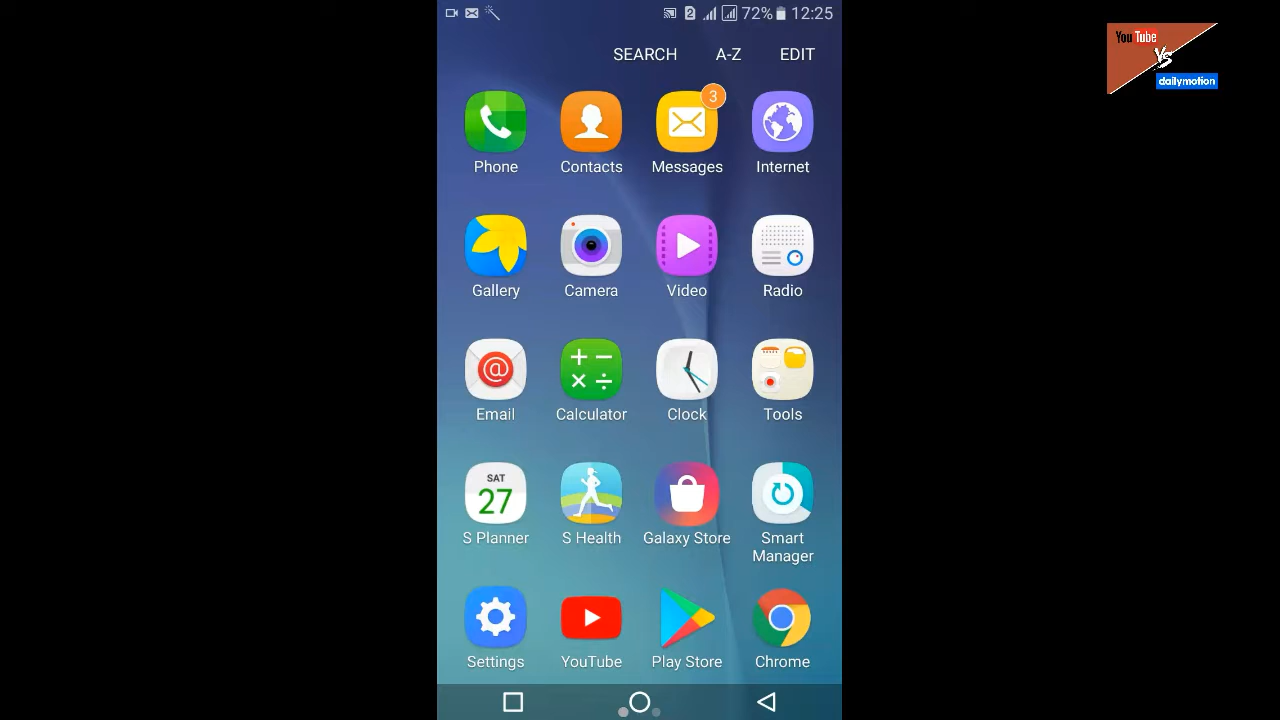 72% 12:25
SEARCH A-Z EDIT
3
Phone Contacts Messages Internet
Gallery Camera Video Radio
@
Email Calculator Clock Tools
SAT
27
S Planner S Health Galaxy Store Smart Manager
Settings YouTube Play Store Chrome
2
YouTube
Vs
dailymotion